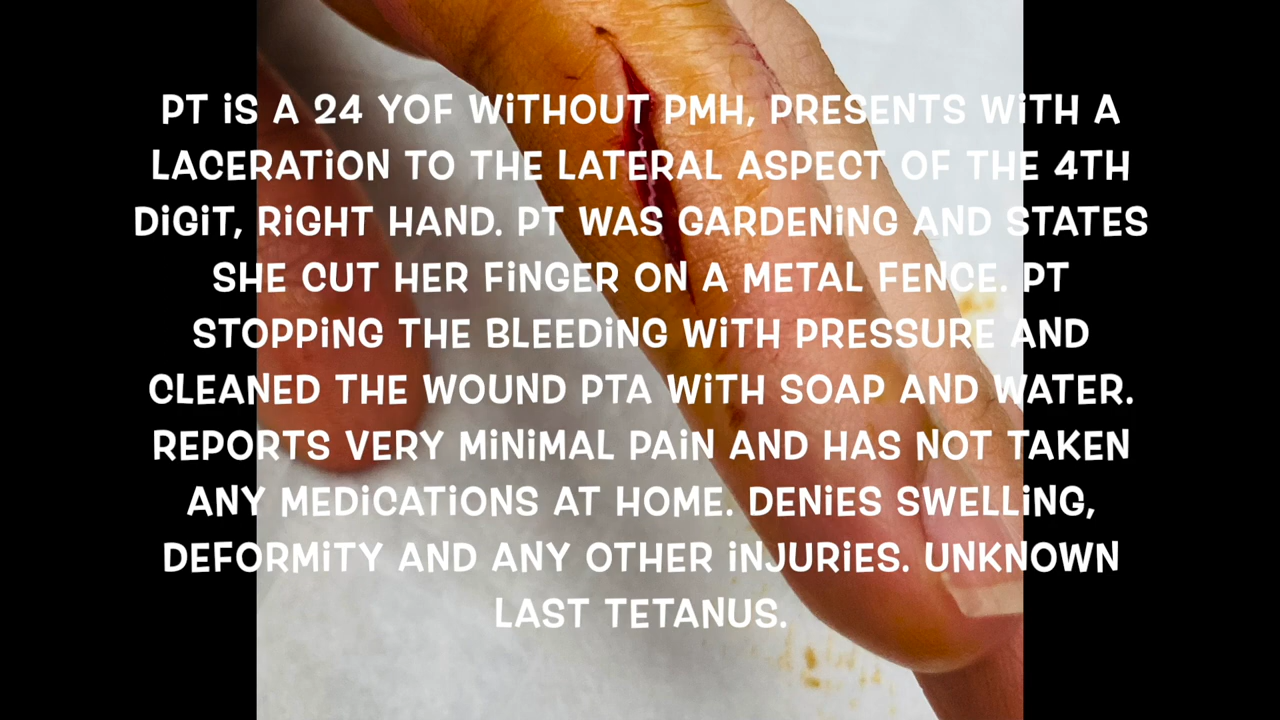 PT iS A 24 YOF WiTHOUT PMH, PRESENTS WiTH A
LACERATiON TO THE LATERAL ASPECT OF THE 4TH
DiGiT, RiGHT HAND. PT WAS GARDENiNG AND STATES
SHE CUT HER FiNGER ON A METAL FENCE. PT
STOPPiNG THE BLEEDiNG WiTH PRESSURE AND
CLEANED THE WOUND PTA WiTH SOAP AND WATER.
REPORTS VERY MiNiMAL PAiN AND HAS NOT TAKEN
ANY MEDiCATiONS AT HOME. DENiES SWELLiNG,
DEFORMiTY AND ANY OTHER iNJURiES. UNKNOWN
LAST TETANUS.